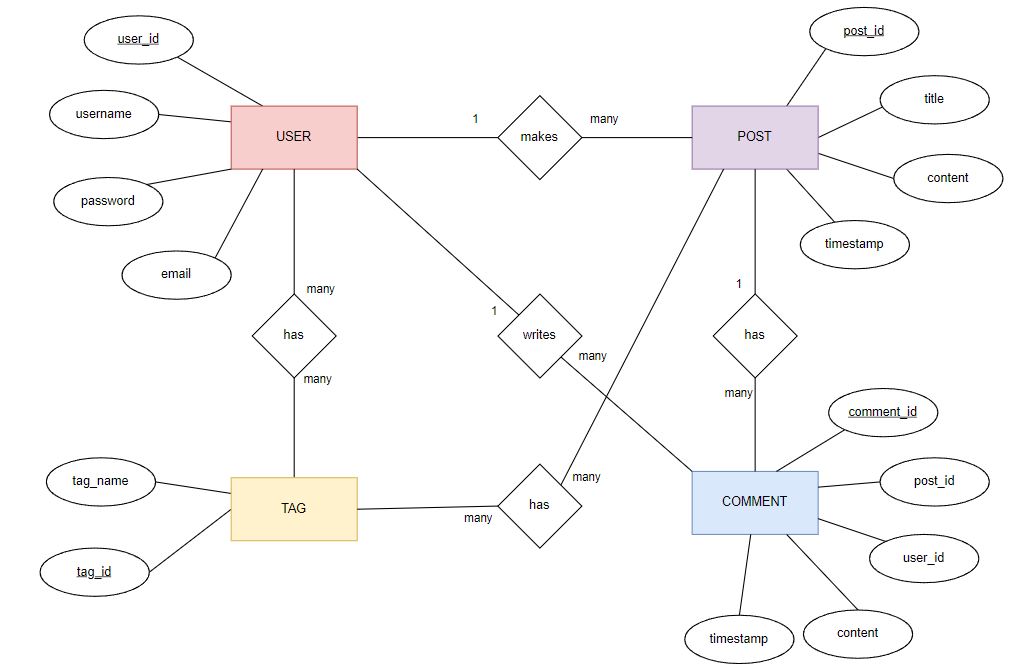 user_id
post_id
username
title
USER
1
makes
many
POST
password
content
email
timestamp
many
has
many
1
writes
many
1
has
many
comment_id
tag_name
post_id
TAG
many
has
many
COMMENT
tag_id
user_id
timestamp
content